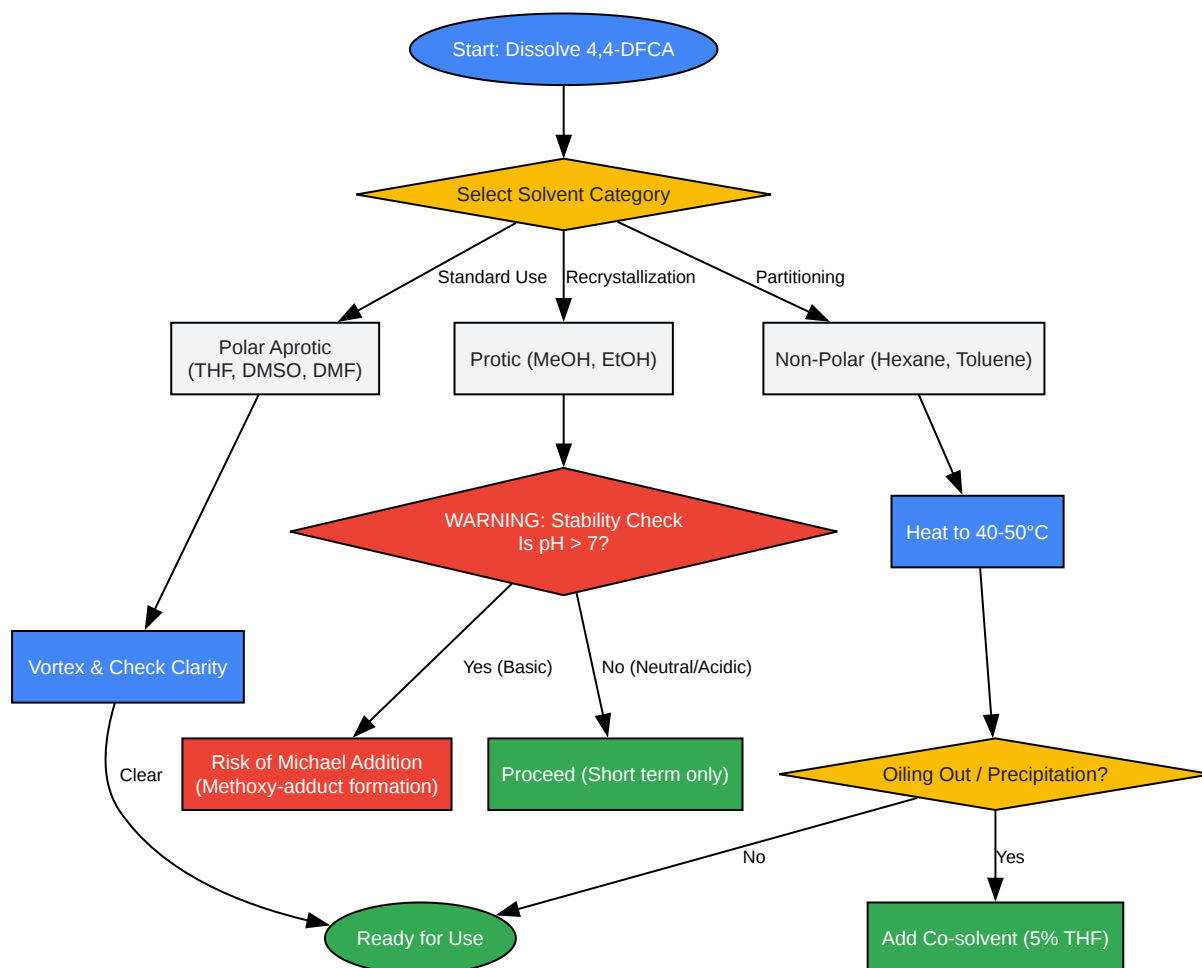 Start: Dissolve 4,4-DFCA
Select Solvent Category
Standard Use
Recrystallization
Partitioning
Polar Aprotic
(THF, DMSO, DMF)
Protic (MeOH, EtOH)
Non-Polar (Hexane, Toluene)
WARNING: Stability Check
Is pH > 7?
Heat to 40-50°C
Vortex & Check Clarity
Yes (Basic)
No (Neutral/Acidic)
Risk of Michael Addition
(Methoxy-adduct formation)
Proceed (Short term only)
Oiling Out / Precipitation?
Clear
No
Yes
Ready for Use
Add Co-solvent (5% THF)